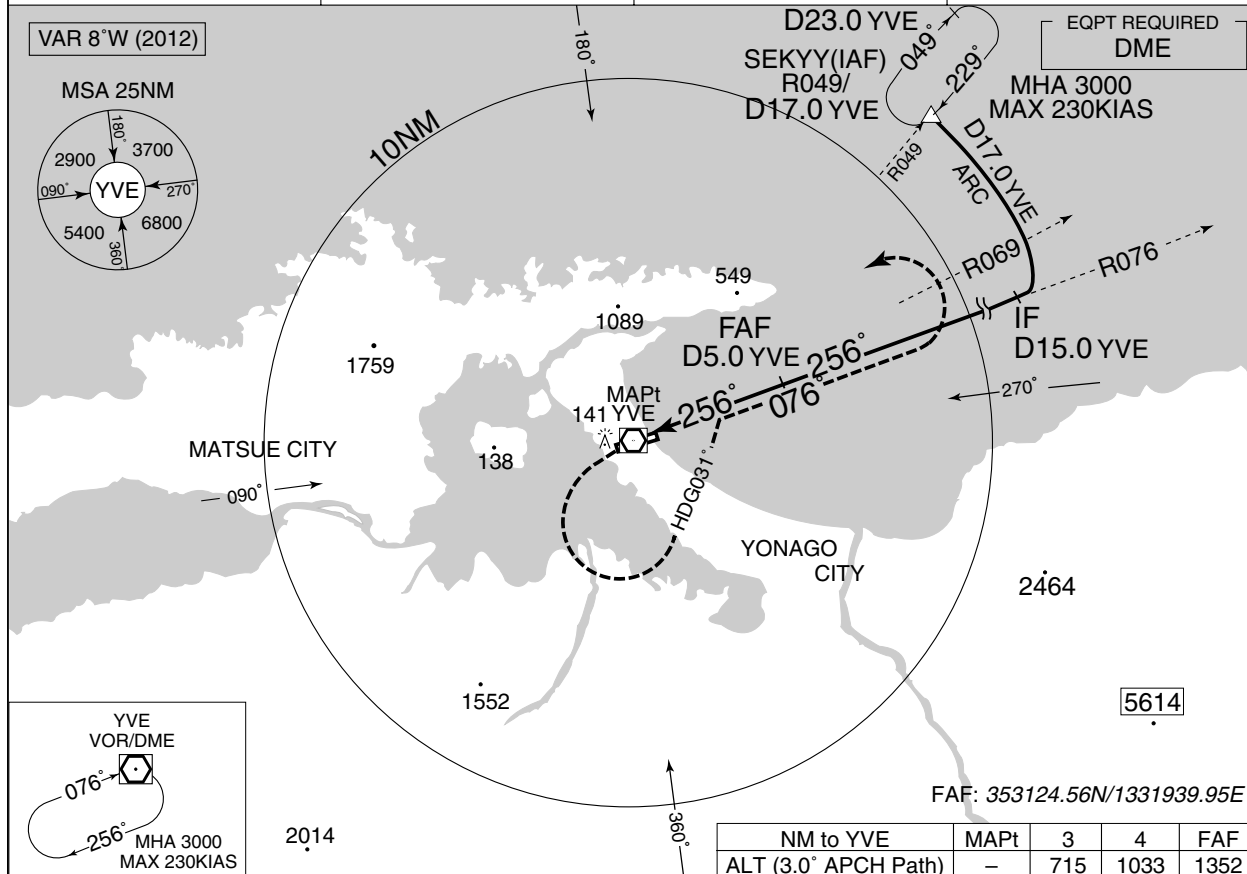 VAR 8°W (2012)
MSA 25NM
180°
2900
3700
090°
YVE
270°
5400
6800
360°
180°
10NM
D23.0 YVE
SEKYY(IAF)
R049/
D17.0 YVE
049°
229°
EQPT REQUIRED
DME
MHA 3000
MAX 230KIAS
R049
D17.0 YVE
ARC
R069
R076
549
1089
1759
FAF
D5.0 YVE
256°
IF
D15.0 YVE
270°
MAPt
YVE
141
256°
076°
138
MATSUE CITY
090°
HDG031°
YONAGO
CITY
2464
1552
5614
YVE
VOR/DME
076°
256°
MHA 3000
MAX 230KIAS
2014
360°
FAF: 353124.56N/1331939.95E
NM to YVE MAPt 3 4 FAF
ALT (3.0° APCH Path) – 715 1033 1352